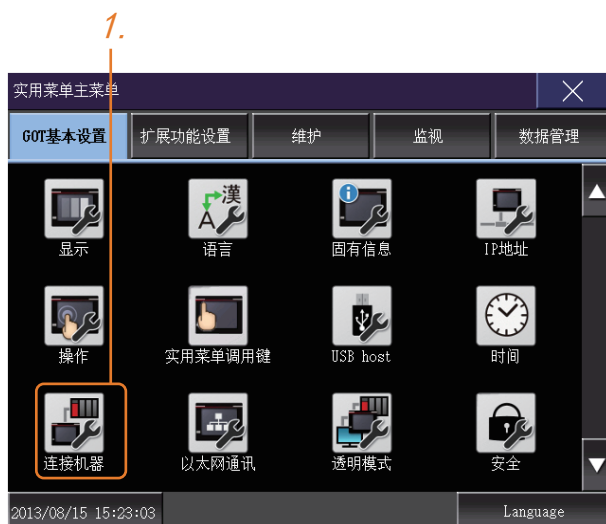 1.
实用菜单主菜单
GOT基本设置 扩展功能设置 维护 监视 数据管理
显示 语言 固有信息 IP地址
操作 实用菜单调用键 USB host 时间
连接机器 以太网通讯 透明模式 安全
2013/08/15 15:23:03 Language